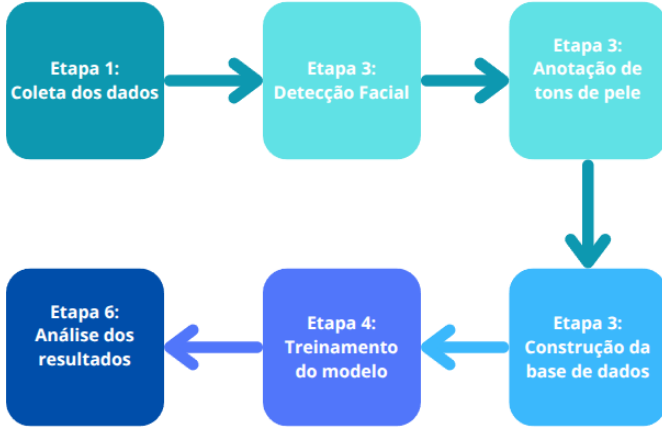 Etapa 1:
Coleta dos dados
Etapa 3:
Detecção Facial
Etapa 3:
Anotação de
tons de pele
Etapa 3:
Construção da
base de dados
Etapa 4:
Treinamento
do modelo
Etapa 6:
Análise dos
resultados